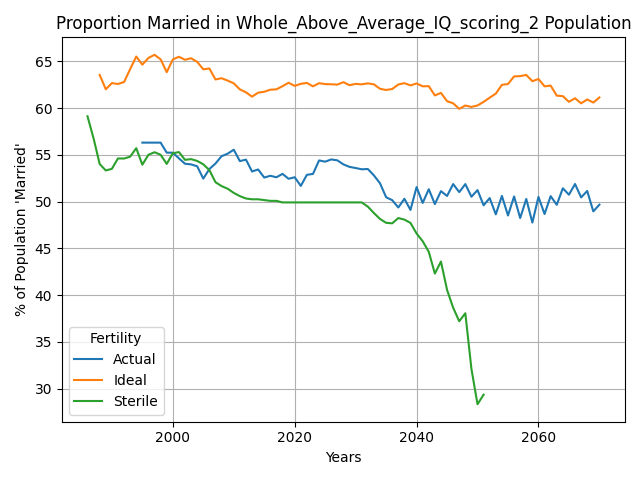 Proportion Married in Whole_Above_Average_IQ_scoring_2 Population
% of Population 'Married'
65
60
55
50
45
40
35
30
Fertility
Actual
Ideal
Sterile
2000
2020
2040
2060
Years